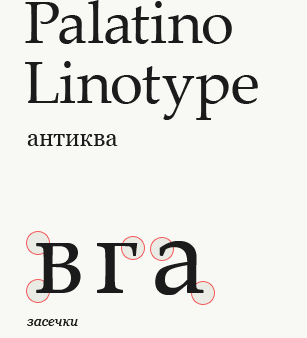 Palatino
Linotype
антиква
вга
засечки